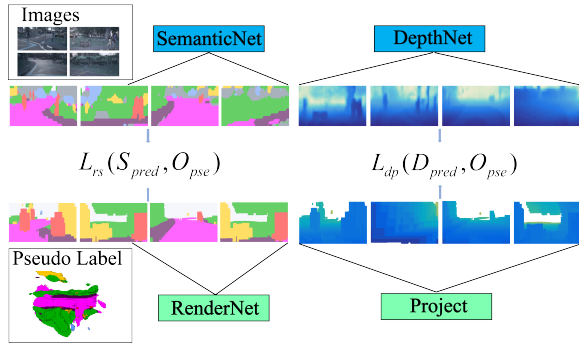 Images
SemanticNet
DepthNet
L_rs(S_pred, O_pse)
L_dp(D_pred, O_pse)
Pseudo Label
RenderNet
Project